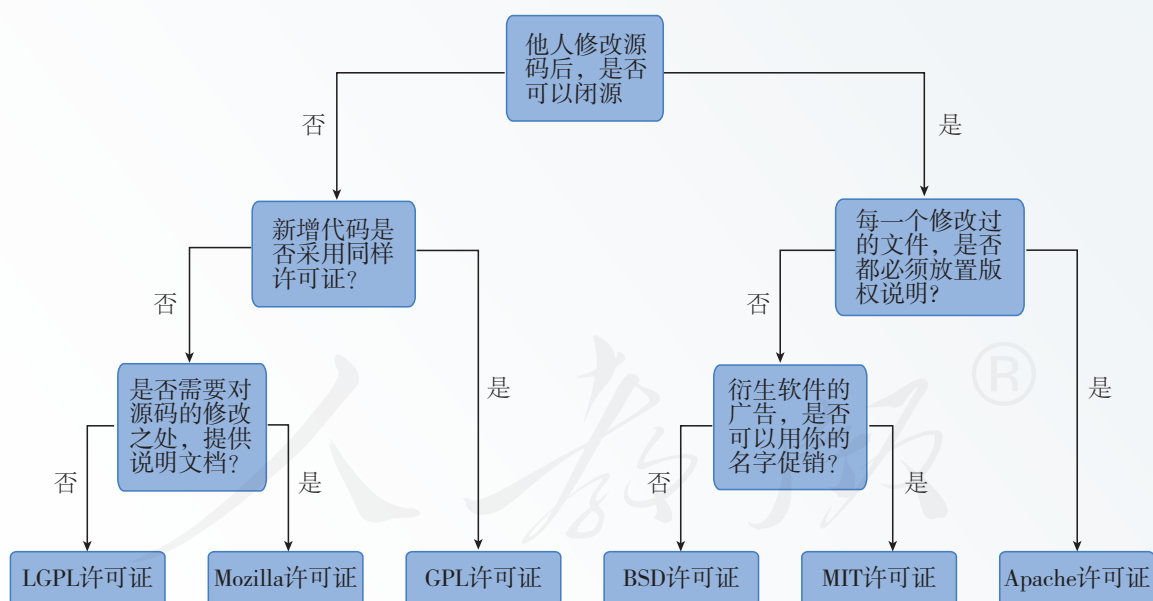 他人修改源
码后，是否
可以闭源
否
是
新增代码是
否采用同样
许可证？
每一个修改过
的文件，是否
都必须放置版
权说明？
否
是
否
是
是否需要对
源码的修改
之处，提供
说明文档？
衍生软件的
广告，是否
可以用你的
名字促销？
否
是
否
是
LGPL许可证
Mozilla许可证
GPL许可证
BSD许可证
MIT许可证
Apache许可证
人教领®